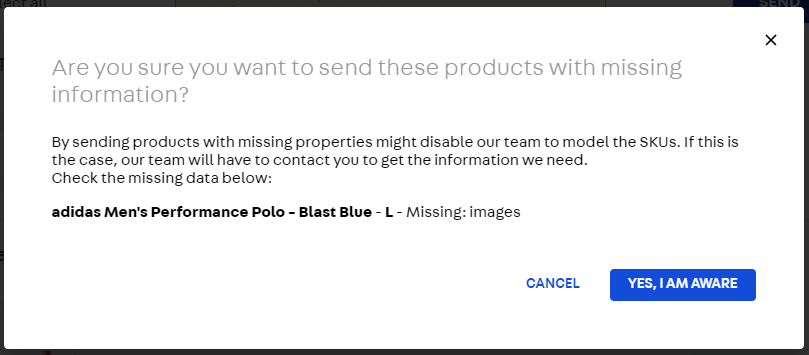 ect all
SEND
Are you sure you want to send these products with missing
information?
By sending products with missing properties might disable our team to model the SKUs. If this is
the case, our team will have to contact you to get the information we need.
Check the missing data below:
adidas Men's Performance Polo - Blast Blue - L - Missing: images
CANCEL
YES, I AM AWARE